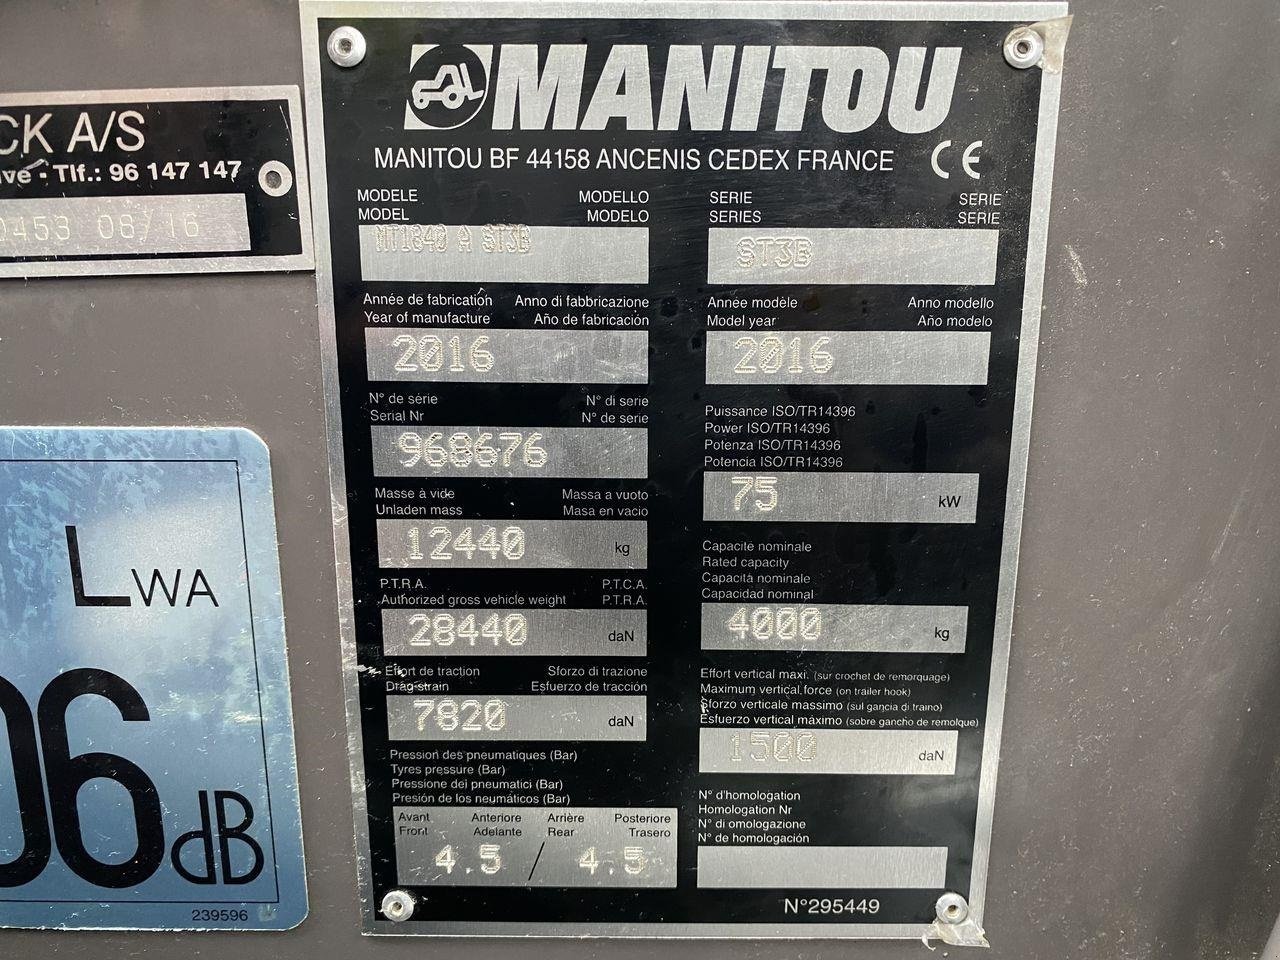 CK A/S
ve - Tlf.: 96 147 147
0453 08/16
LWA
06 dB
239596
MANITOU
MANITOU BF 44158 ANCENIS CEDEX FRANCE CE
MODELE MODELLO
MODEL MODELO
MT1840 A ST3B
SERIE SERIE
SERIES SERIE
ST3B
Année de fabrication Anno di fabbricazione
Year of manufacture Año de fabricación
2016
Année modèle Anno modello
Model year Año modelo
2016
N° de série N° di serie
Serial Nr N° de serie
968676
Puissance ISO/TR14396
Power ISO/TR14396
Potenza ISO/TR14396
Potencia ISO/TR14396
75 kW
Masse à vide Massa a vuoto
Unladen mass Masa en vacio
12440 kg
Capacité nominale
Rated capacity
Capacità nominale
Capacidad nominal
4000 kg
P.T.R.A. P.T.C.A.
Authorized gross vehicle weight P.T.R.A.
28440 daN
Effort de traction Sforzo di trazione
Drag-strain Esfuerzo de tracción
7820 daN
Effort vertical maxi. (sur crochet de remorquage)
Maximum vertical force (on trailer hook)
Sforzo verticale massimo (sul gancia di traino)
Esfuerzo vertical máximo (sobre gancho de remolque)
1500 daN
Pression des pneumatiques (Bar)
Tyres pressure (Bar)
Pressione dei pneumatici (Bar)
Presión de los neumáticos (Bar)
Avant Anteriore Arrière Posteriore
Front Adelante Rear Trasero
4.5 / 4.5
N° d'homologation
Homologation Nr
N° di omologazione
N° de homologación
N°295449